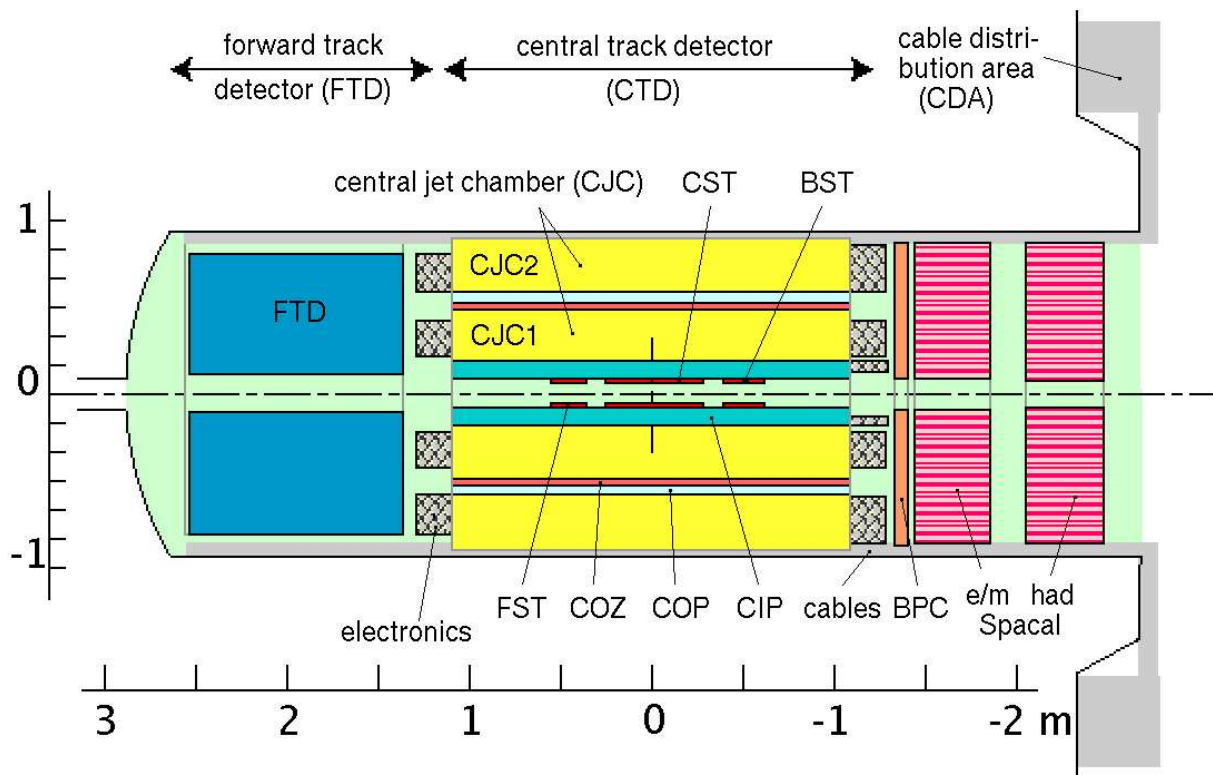 forward track
detector (FTD)
central track detector
(CTD)
cable distri-
bution area
(CDA)
central jet chamber (CJC)
CST
BST
1
CJC2
FTD
CJC1
0
-1
electronics
FST
COZ
COP
CIP
cables
BPC
e/m
had
Spacal
3
2
1
0
-1
-2
m